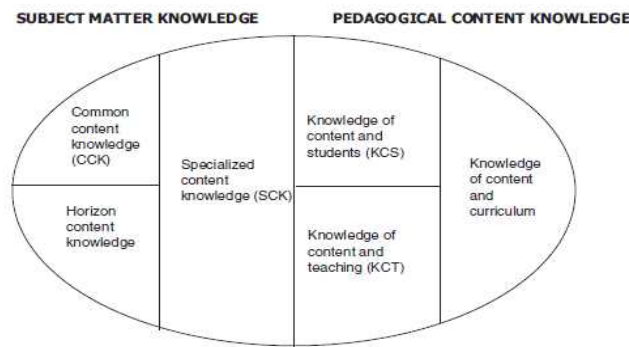 SUBJECT MATTER KNOWLEDGE
PEDAGOGICAL CONTENT KNOWLEDGE
Common
content
knowledge
(CCK)
Horizon
content
knowledge
Specialized
content
knowledge (SCK)
Knowledge of
content and
students (KCS)
Knowledge of
content and
teaching (KCT)
Knowledge
of content
and
curriculum